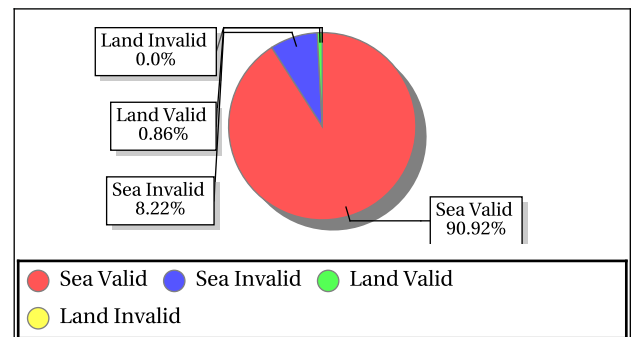 Land Invalid
0.0%
Land Valid
0.86%
Sea Invalid
8.22%
Sea Valid
90.92%
Sea Valid Sea Invalid Land Valid
Land Invalid